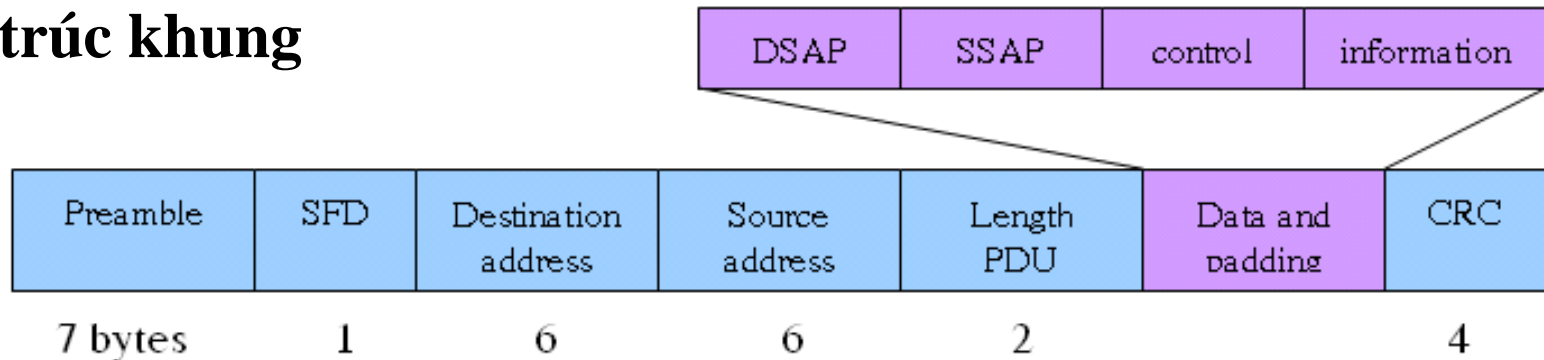 trúc khung
DSAP SSAP control information
Preamble SFD Destination address Source address Length PDU Data and padding CRC
7 bytes 1 6 6 2 4